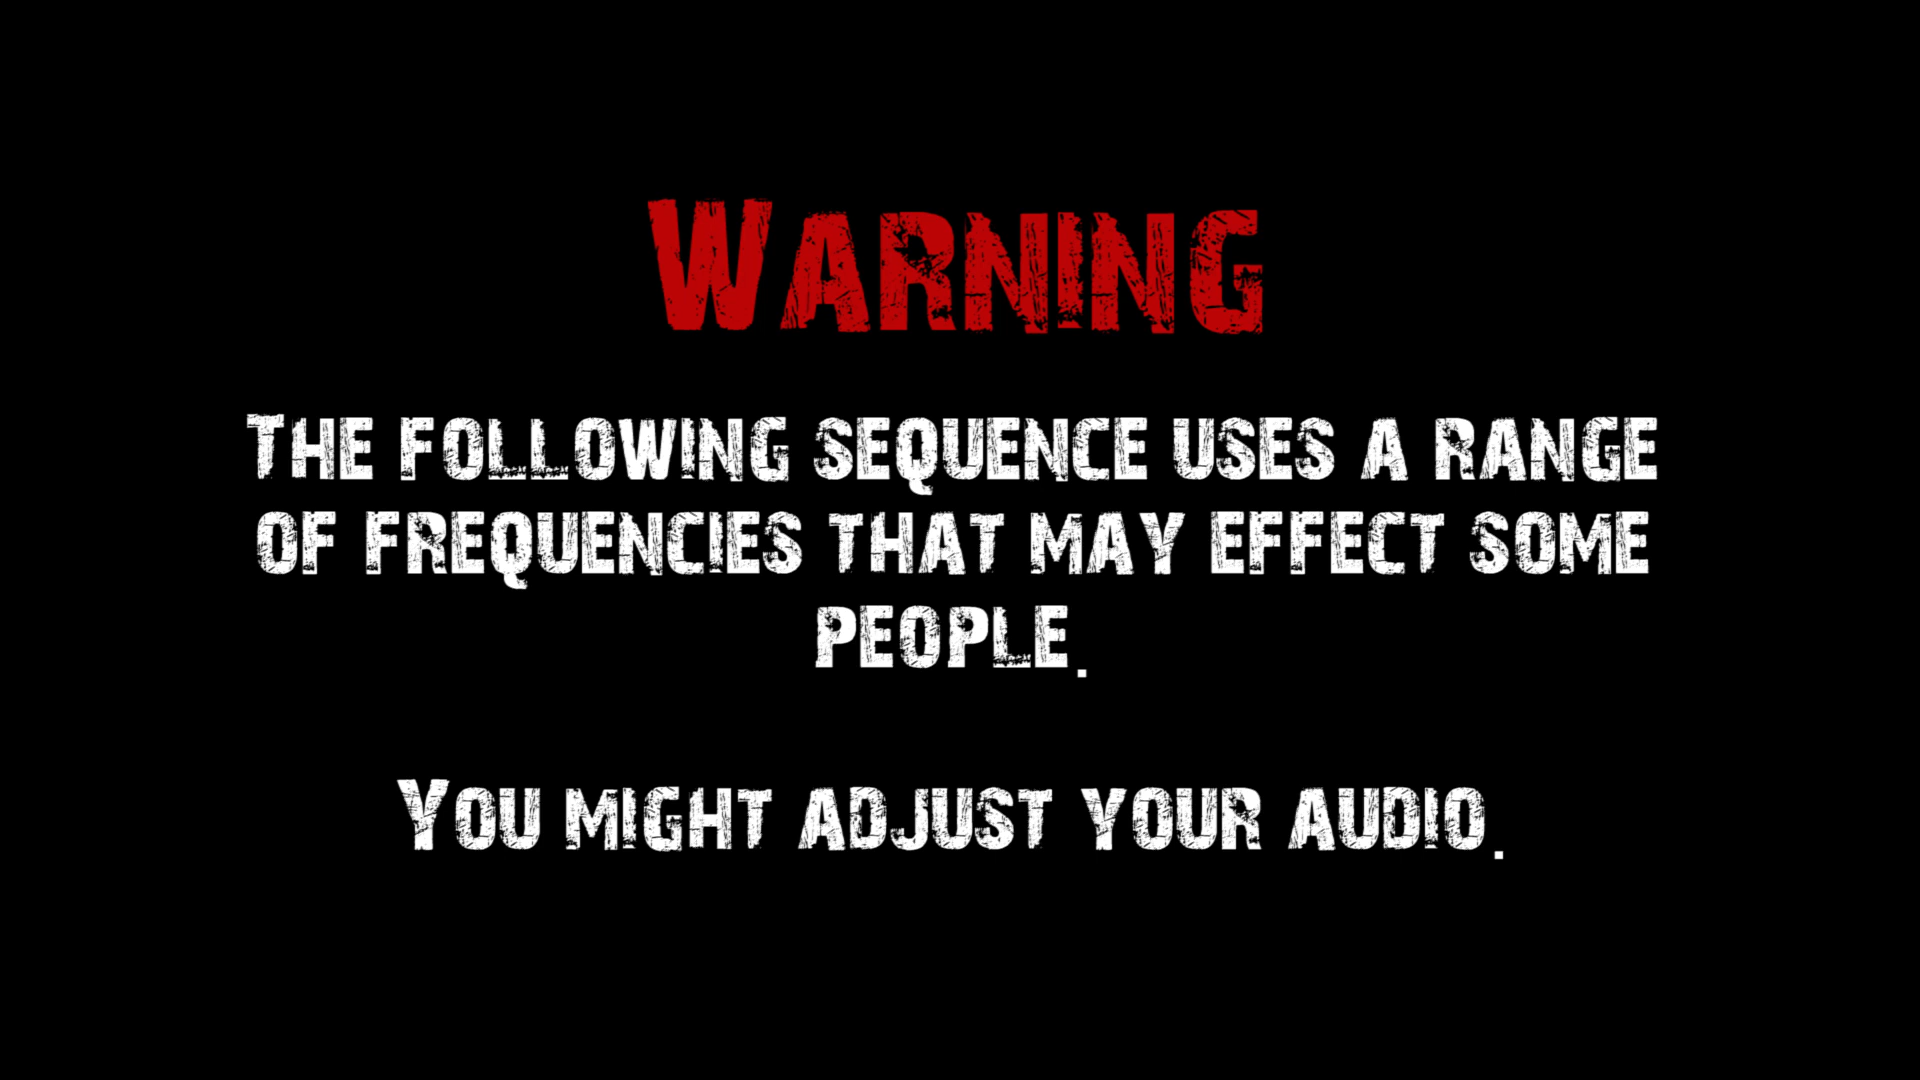 Warning
The following sequence uses a range
of frequencies that may effect some
people.
You might adjust your audio.